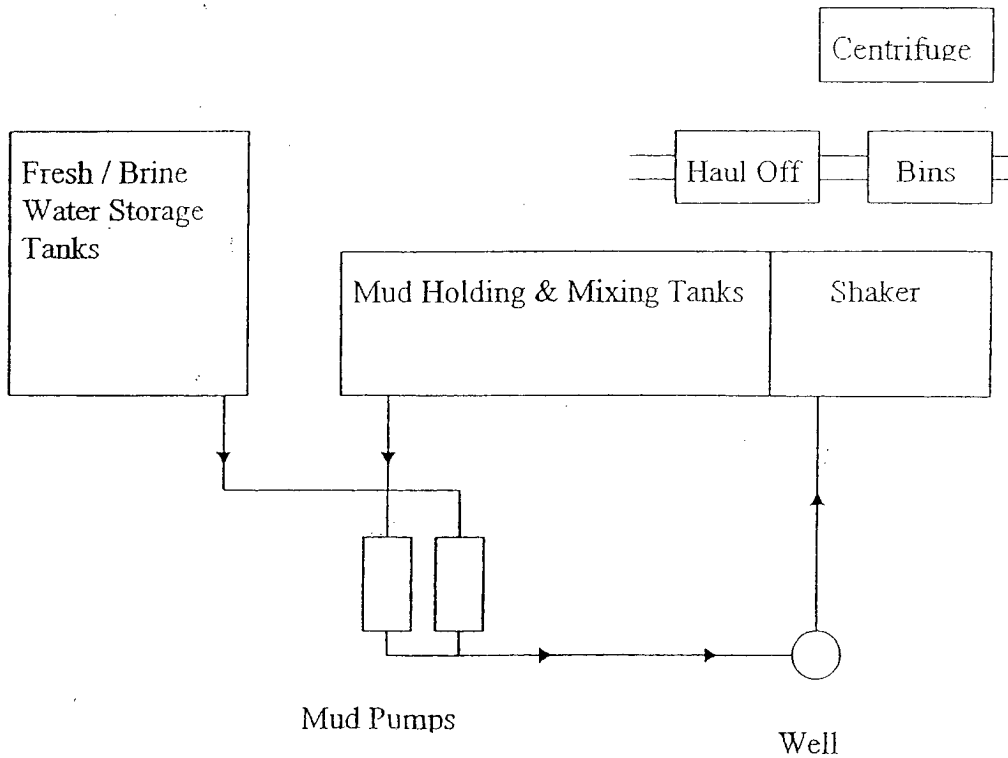 Centrifuge
Fresh / Brine
Water Storage
Tanks
Haul Off
Bins
Mud Holding & Mixing Tanks
Shaker
Mud Pumps
Well